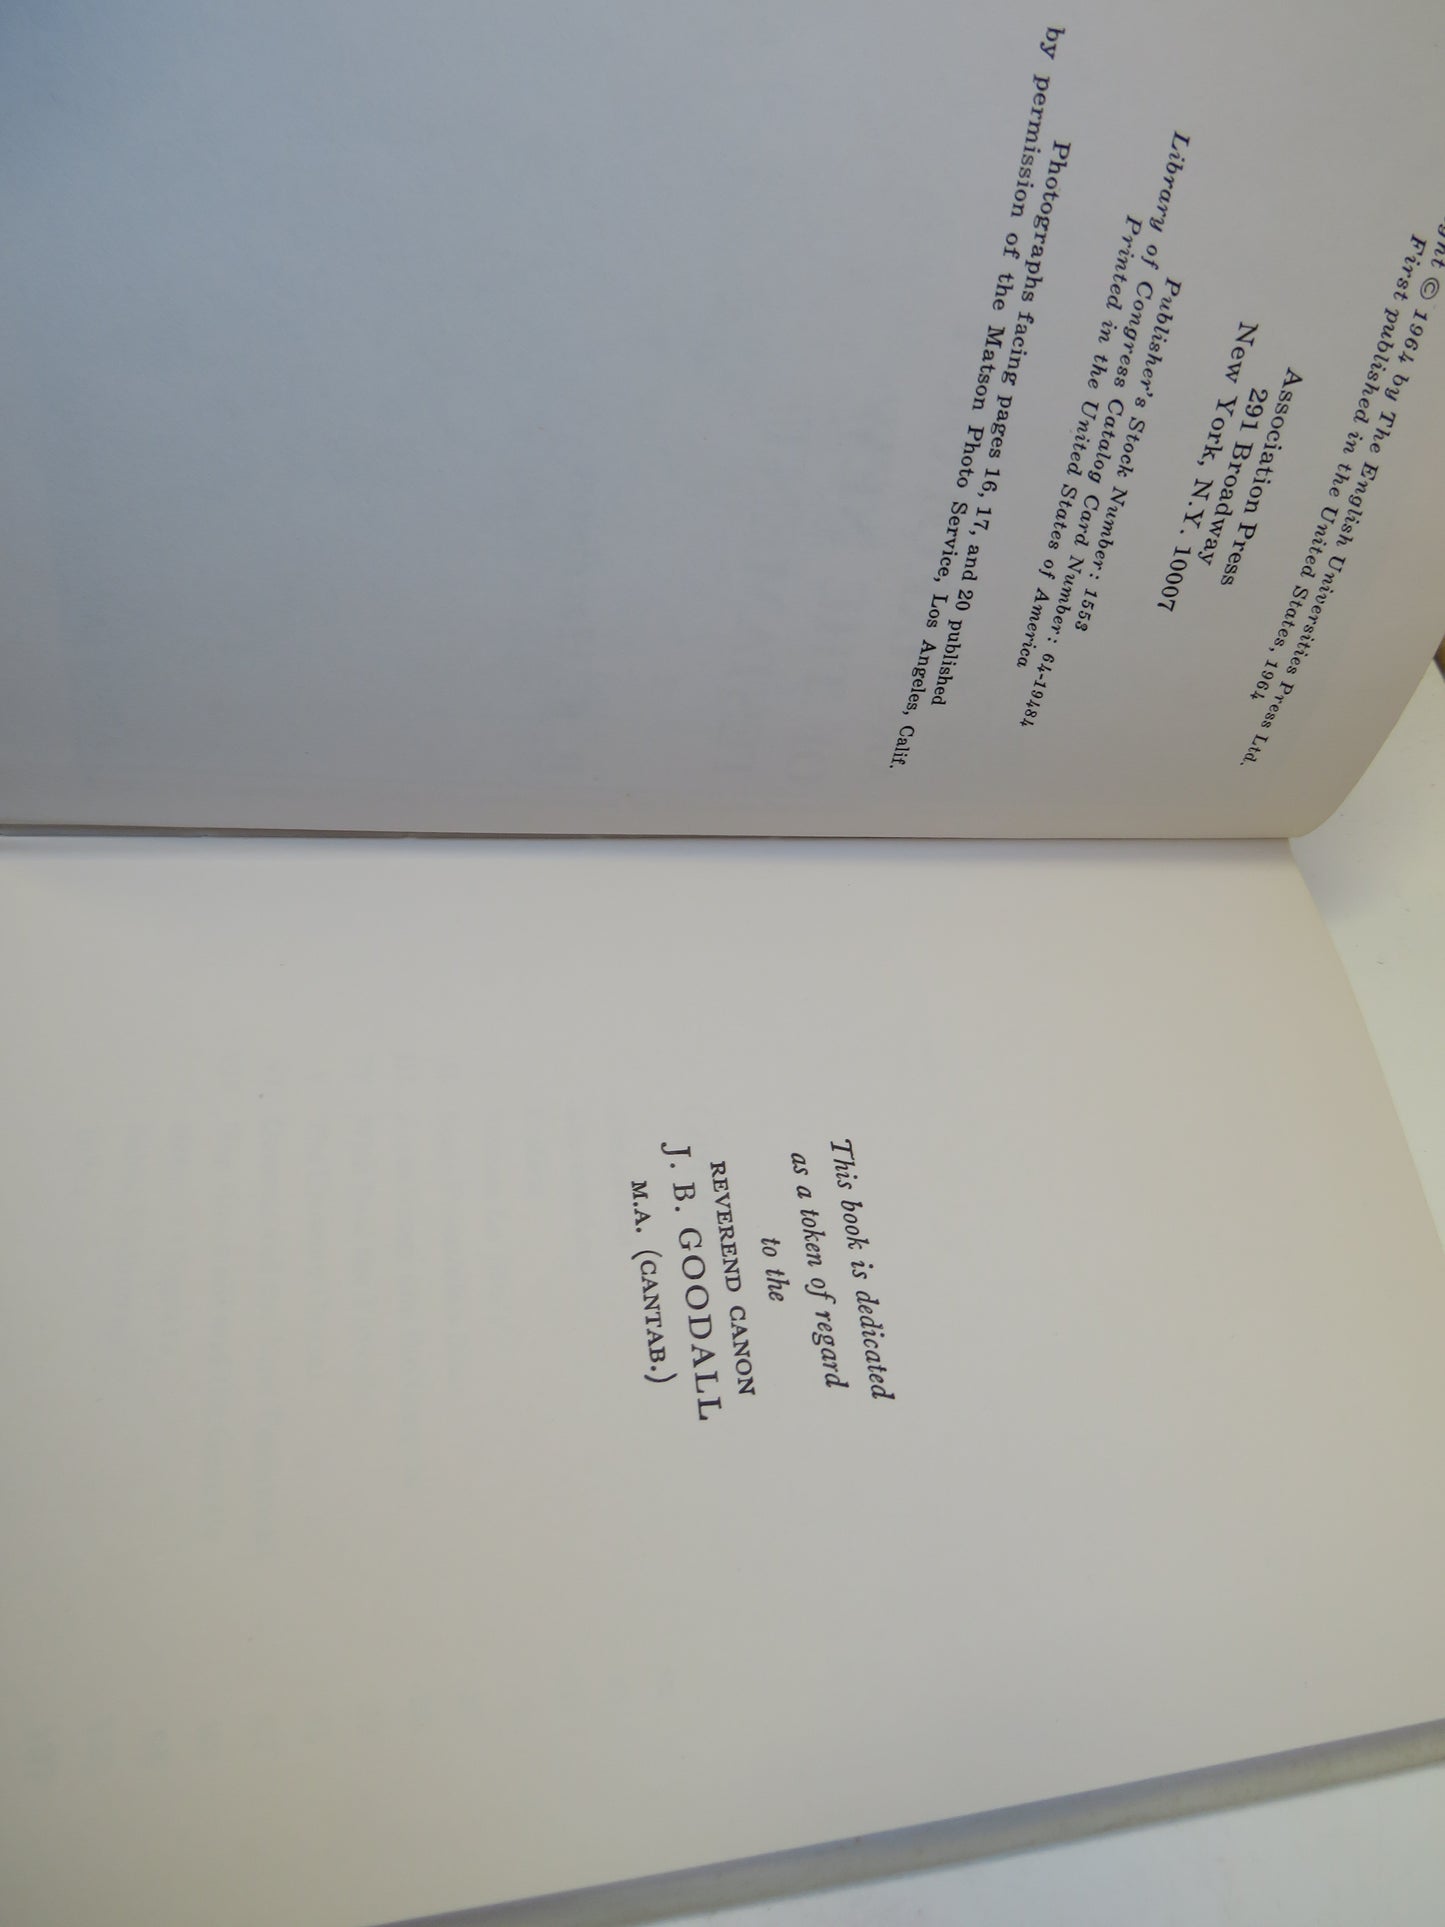 © 1964 by The English Universities Press Ltd.
First published in the United States, 1964
Association Press
291 Broadway
New York, N.Y. 10007
Publisher's Stock Number: 1553
Library of Congress Catalog Card Number: 64-19484
Printed in the United States of America
Photographs facing pages 16, 17, and 20 published
by permission of the Matson Photo Service, Los Angeles, Calif.
This book is dedicated
as a token of regard
to the
REVEREND CANON
J. B. GOODALL
M.A. (CANTAB.)